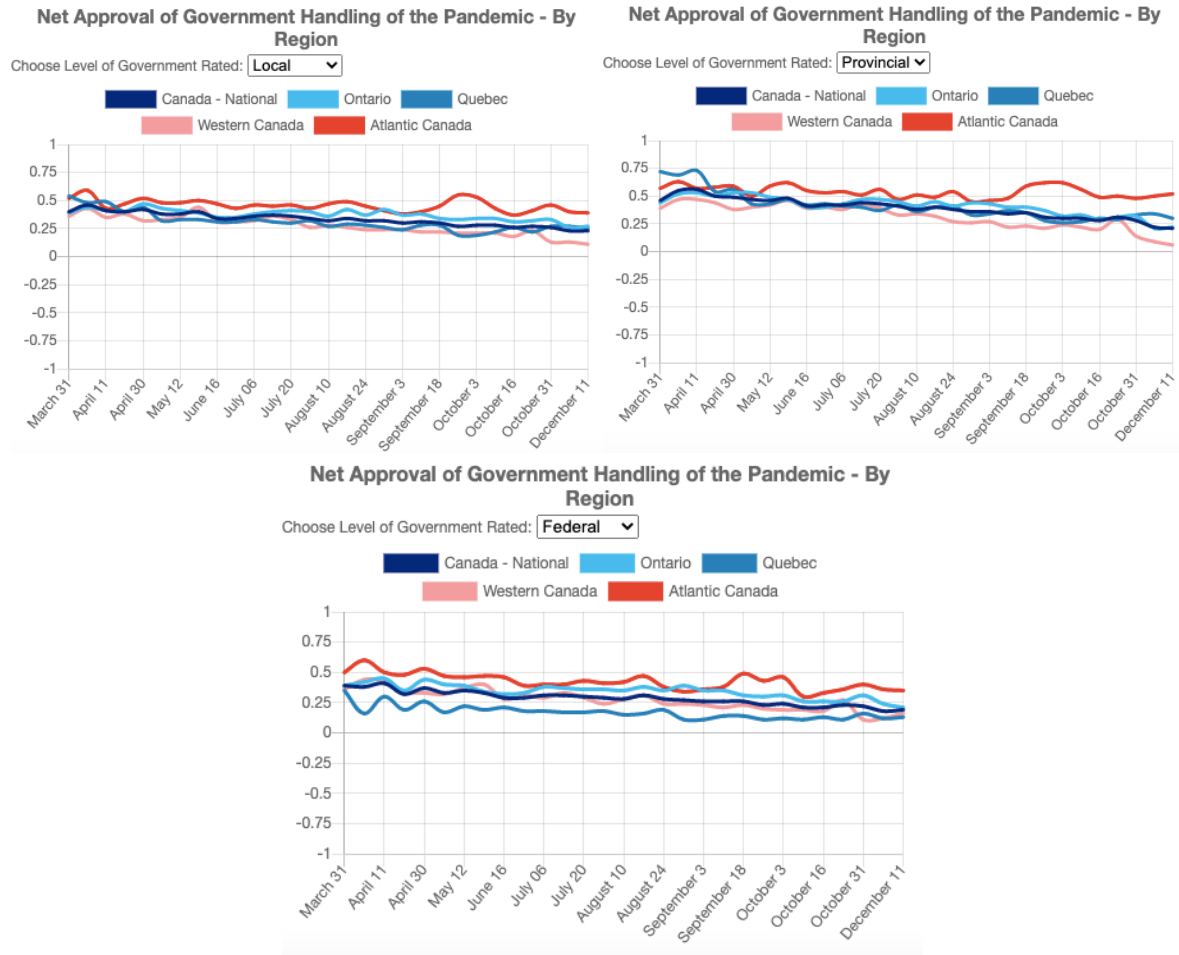 Net Approval of Government Handling of the Pandemic - By
Region
Choose Level of Government Rated: Local
Canada - National Ontario Quebec
Western Canada Atlantic Canada
1
0.75
0.5
0.25
0
-0.25
-0.5
-0.75
-1
March 31 April 11 April 30 May 12 June 16 July 06 July 20 August 10 August 24 September 3 September 18 October 3 October 16 October 31 December 11
Net Approval of Government Handling of the Pandemic - By
Region
Choose Level of Government Rated: Provincial
Canada - National Ontario Quebec
Western Canada Atlantic Canada
1
0.75
0.5
0.25
0
-0.25
-0.5
-0.75
-1
March 31 April 11 April 30 May 12 June 16 July 06 July 20 August 10 August 24 September 3 September 18 October 3 October 16 October 31 December 11
Net Approval of Government Handling of the Pandemic - By
Region
Choose Level of Government Rated: Federal
Canada - National Ontario Quebec
Western Canada Atlantic Canada
1
0.75
0.5
0.25
0
-0.25
-0.5
-0.75
-1
March 31 April 11 April 30 May 12 June 16 July 06 July 20 August 10 August 24 September 3 September 18 October 3 October 16 October 31 December 11